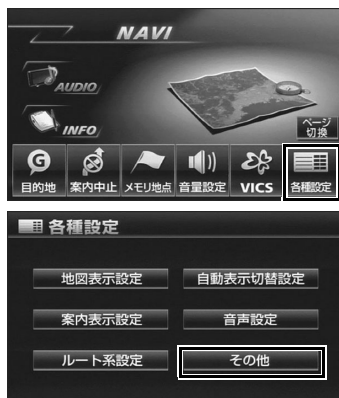 NAVI
AUDIO
INFO
ページ
切換
G
目的地 案内中止 メモリ地点 音量設定 VICS 各種設定
各種設定
地図表示設定 自動表示切替設定
案内表示設定 音声設定
ルート系設定 その他